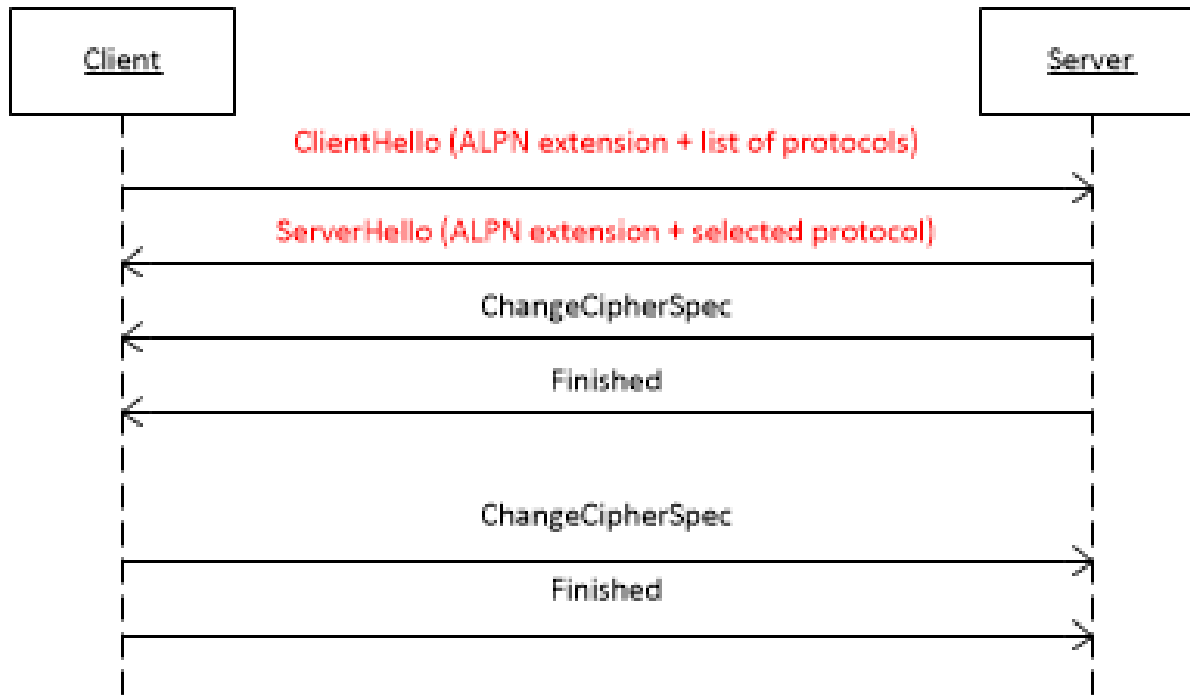 Client
Server
ClientHello (ALPN extension + list of protocols)
ServerHello (ALPN extension + selected protocol)
ChangeCipherSpec
Finished
ChangeCipherSpec
Finished